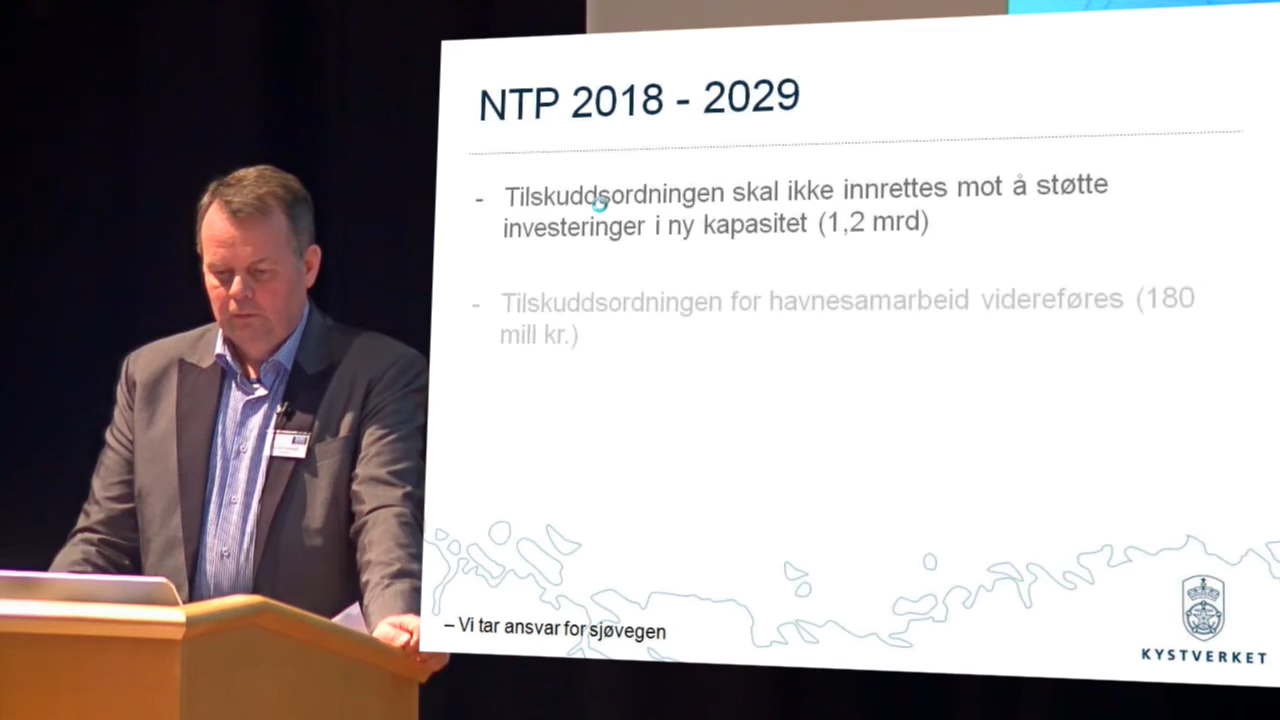 NTP 2018 - 2029
- Tilskuddsordningen skal ikke innrettes mot å støtte
investeringer i ny kapasitet (1,2 mrd)
- Tilskuddsordningen for havnesamarbeid videreføres (180
mill kr.)
– Vi tar ansvar for sjøvegen
KYSTVERKET